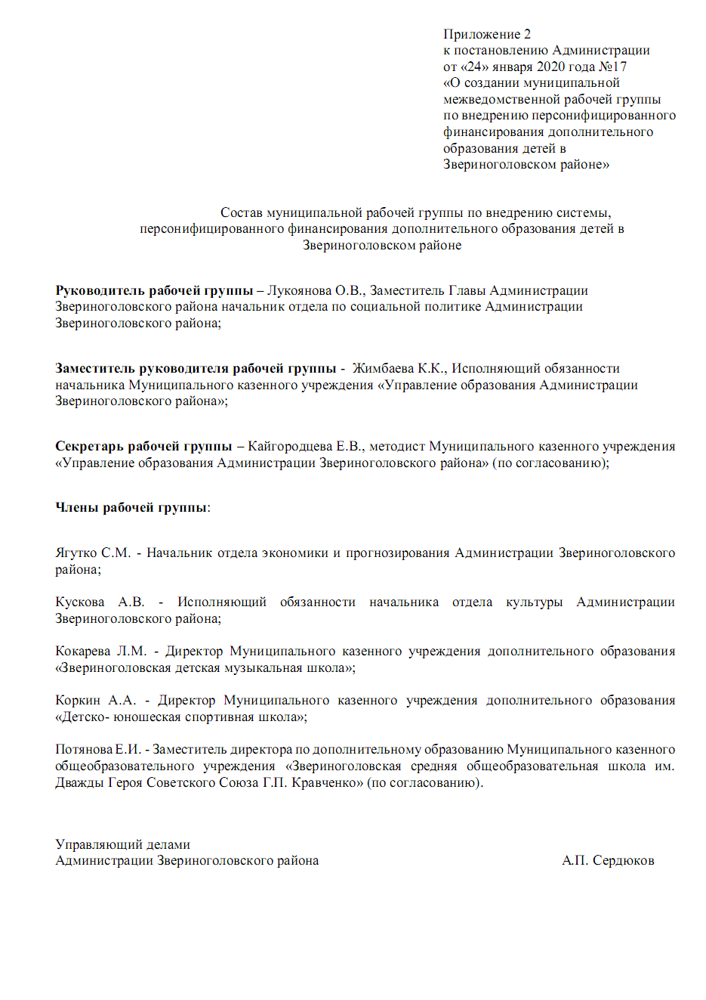 Приложение 2
к постановлению Администрации
от «24» января 2020 года №17
«О создании муниципальной
межведомственной рабочей группы
по внедрению персонифицированного
финансирования дополнительного
образования детей в
Звериноголовском районе»
Состав муниципальной рабочей группы по внедрению системы,
персонифицированного финансирования дополнительного образования детей в
Звериноголовском районе
Руководитель рабочей группы – Лукоянова О.В., Заместитель Главы Администрации
Звериноголовского района начальник отдела по социальной политике Администрации
Звериноголовского района;
Заместитель руководителя рабочей группы - Жимбаева К.К., Исполняющий обязанности
начальника Муниципального казенного учреждения «Управление образования Администрации
Звериноголовского района»;
Секретарь рабочей группы – Кайгородцева Е.В., методист Муниципального казенного учреждения
«Управление образования Администрации Звериноголовского района» (по согласованию);
Члены рабочей группы:
Ягутко С.М. - Начальник отдела экономики и прогнозирования Администрации Звериноголовского
района;
Кускова А.В. - Исполняющий обязанности начальника отдела культуры Администрации
Звериноголовского района;
Кокарева Л.М. - Директор Муниципального казенного учреждения дополнительного образования
«Звериноголовская детская музыкальная школа»;
Коркин А.А. - Директор Муниципального казенного учреждения дополнительного образования
«Детско- юношеская спортивная школа»;
Потянова Е.И. - Заместитель директора по дополнительному образованию Муниципального казенного
общеобразовательного учреждения «Звериноголовская средняя общеобразовательная школа им.
Дважды Героя Советского Союза Г.П. Кравченко» (по согласованию).
Управляющий делами
Администрации Звериноголовского района А.П. Сердюков